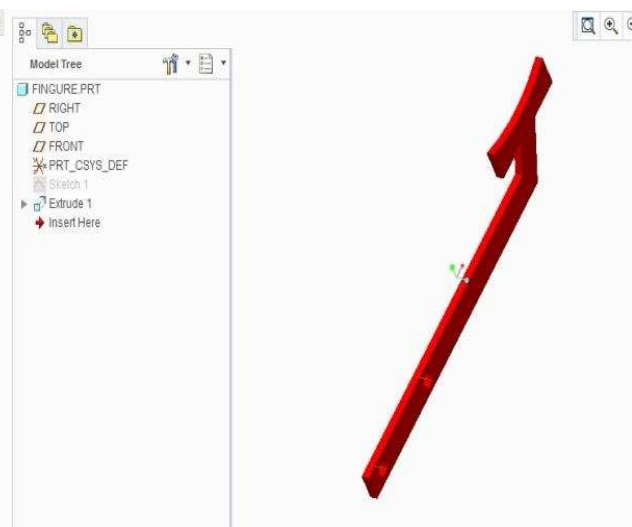 Model Tree
FINGURE.PRT
RIGHT
TOP
FRONT
PRT_CSYS_DEF
Sketch 1
Extrude 1
Insert Here